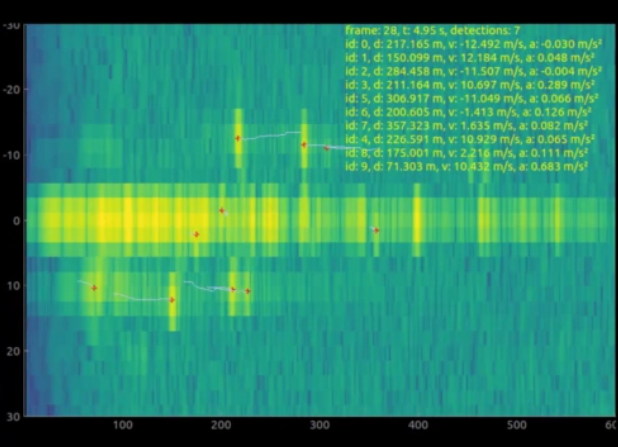 frame: 28, t: 4.95 s, detections: 7
id: 0, d: 217.165 m, v: -12.492 m/s, a: -0.030 m/s²
id: 1, d: 150.099 m, v: 12.184 m/s, a: 0.048 m/s²
id: 2, d: 284.458 m, v: -11.507 m/s, a: -0.004 m/s²
id: 3, d: 211.164 m, v: 10.697 m/s, a: 0.289 m/s²
id: 5, d: 306.917 m, v: -11.049 m/s, a: 0.066 m/s²
id: 6, d: 200.605 m, v: -1.413 m/s, a: 0.126 m/s²
id: 7, d: 357.323 m, v: 1.635 m/s, a: 0.082 m/s²
id: 4, d: 226.591 m, v: 10.929 m/s, a: 0.065 m/s²
id: 8, d: 175.001 m, v: 2.216 m/s, a: 0.111 m/s²
id: 9, d: 71.303 m, v: 10.432 m/s, a: 0.683 m/s²
-30
-20
-10
0
10
20
30
100 200 300 400 500